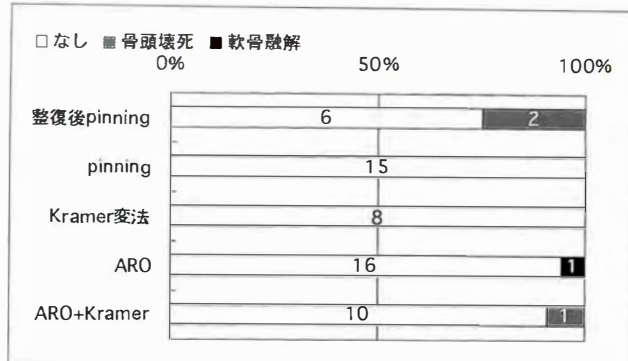 □なし ■骨頭壊死 ■軟骨融解
0% 50% 100%
整復後pinning 6 2
pinning 15
Kramer変法 8
ARO 16 1
ARO+Kramer 10 1